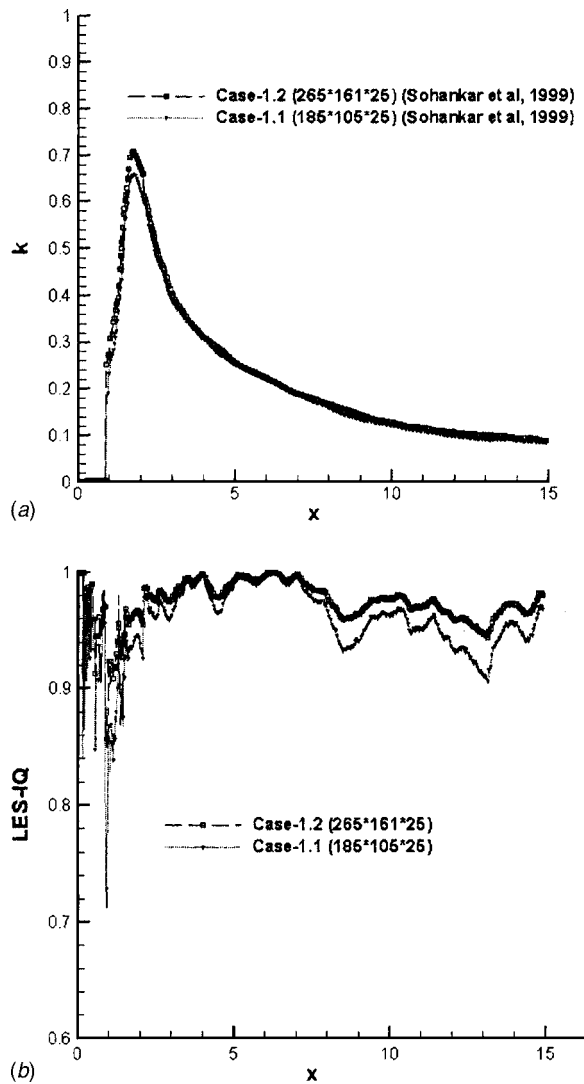 1
0.9
0.8
0.7
0.6
0.5
0.4
0.3
0.2
0.1
0
k
Case-1.2 (265*161*25) (Sohankar et al, 1999)
Case-1.1 (185*105*25) (Sohankar et al, 1999)
0 5 10 15
x
(a)
1
0.9
0.8
0.7
0.6
LES-IQ
Case-1.2 (265*161*25)
Case-1.1 (185*105*25)
0 5 10 15
x
(b)